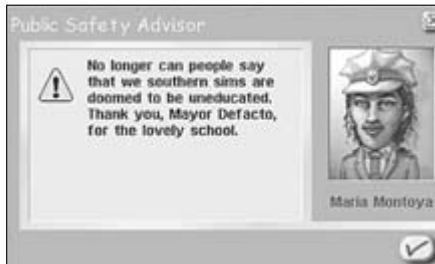 Public Safety Advisor
No longer can people say
that we southern sims are
doomed to be uneducated.
Thank you, Mayor Defacto,
for the lovely school.
Maria Montoya